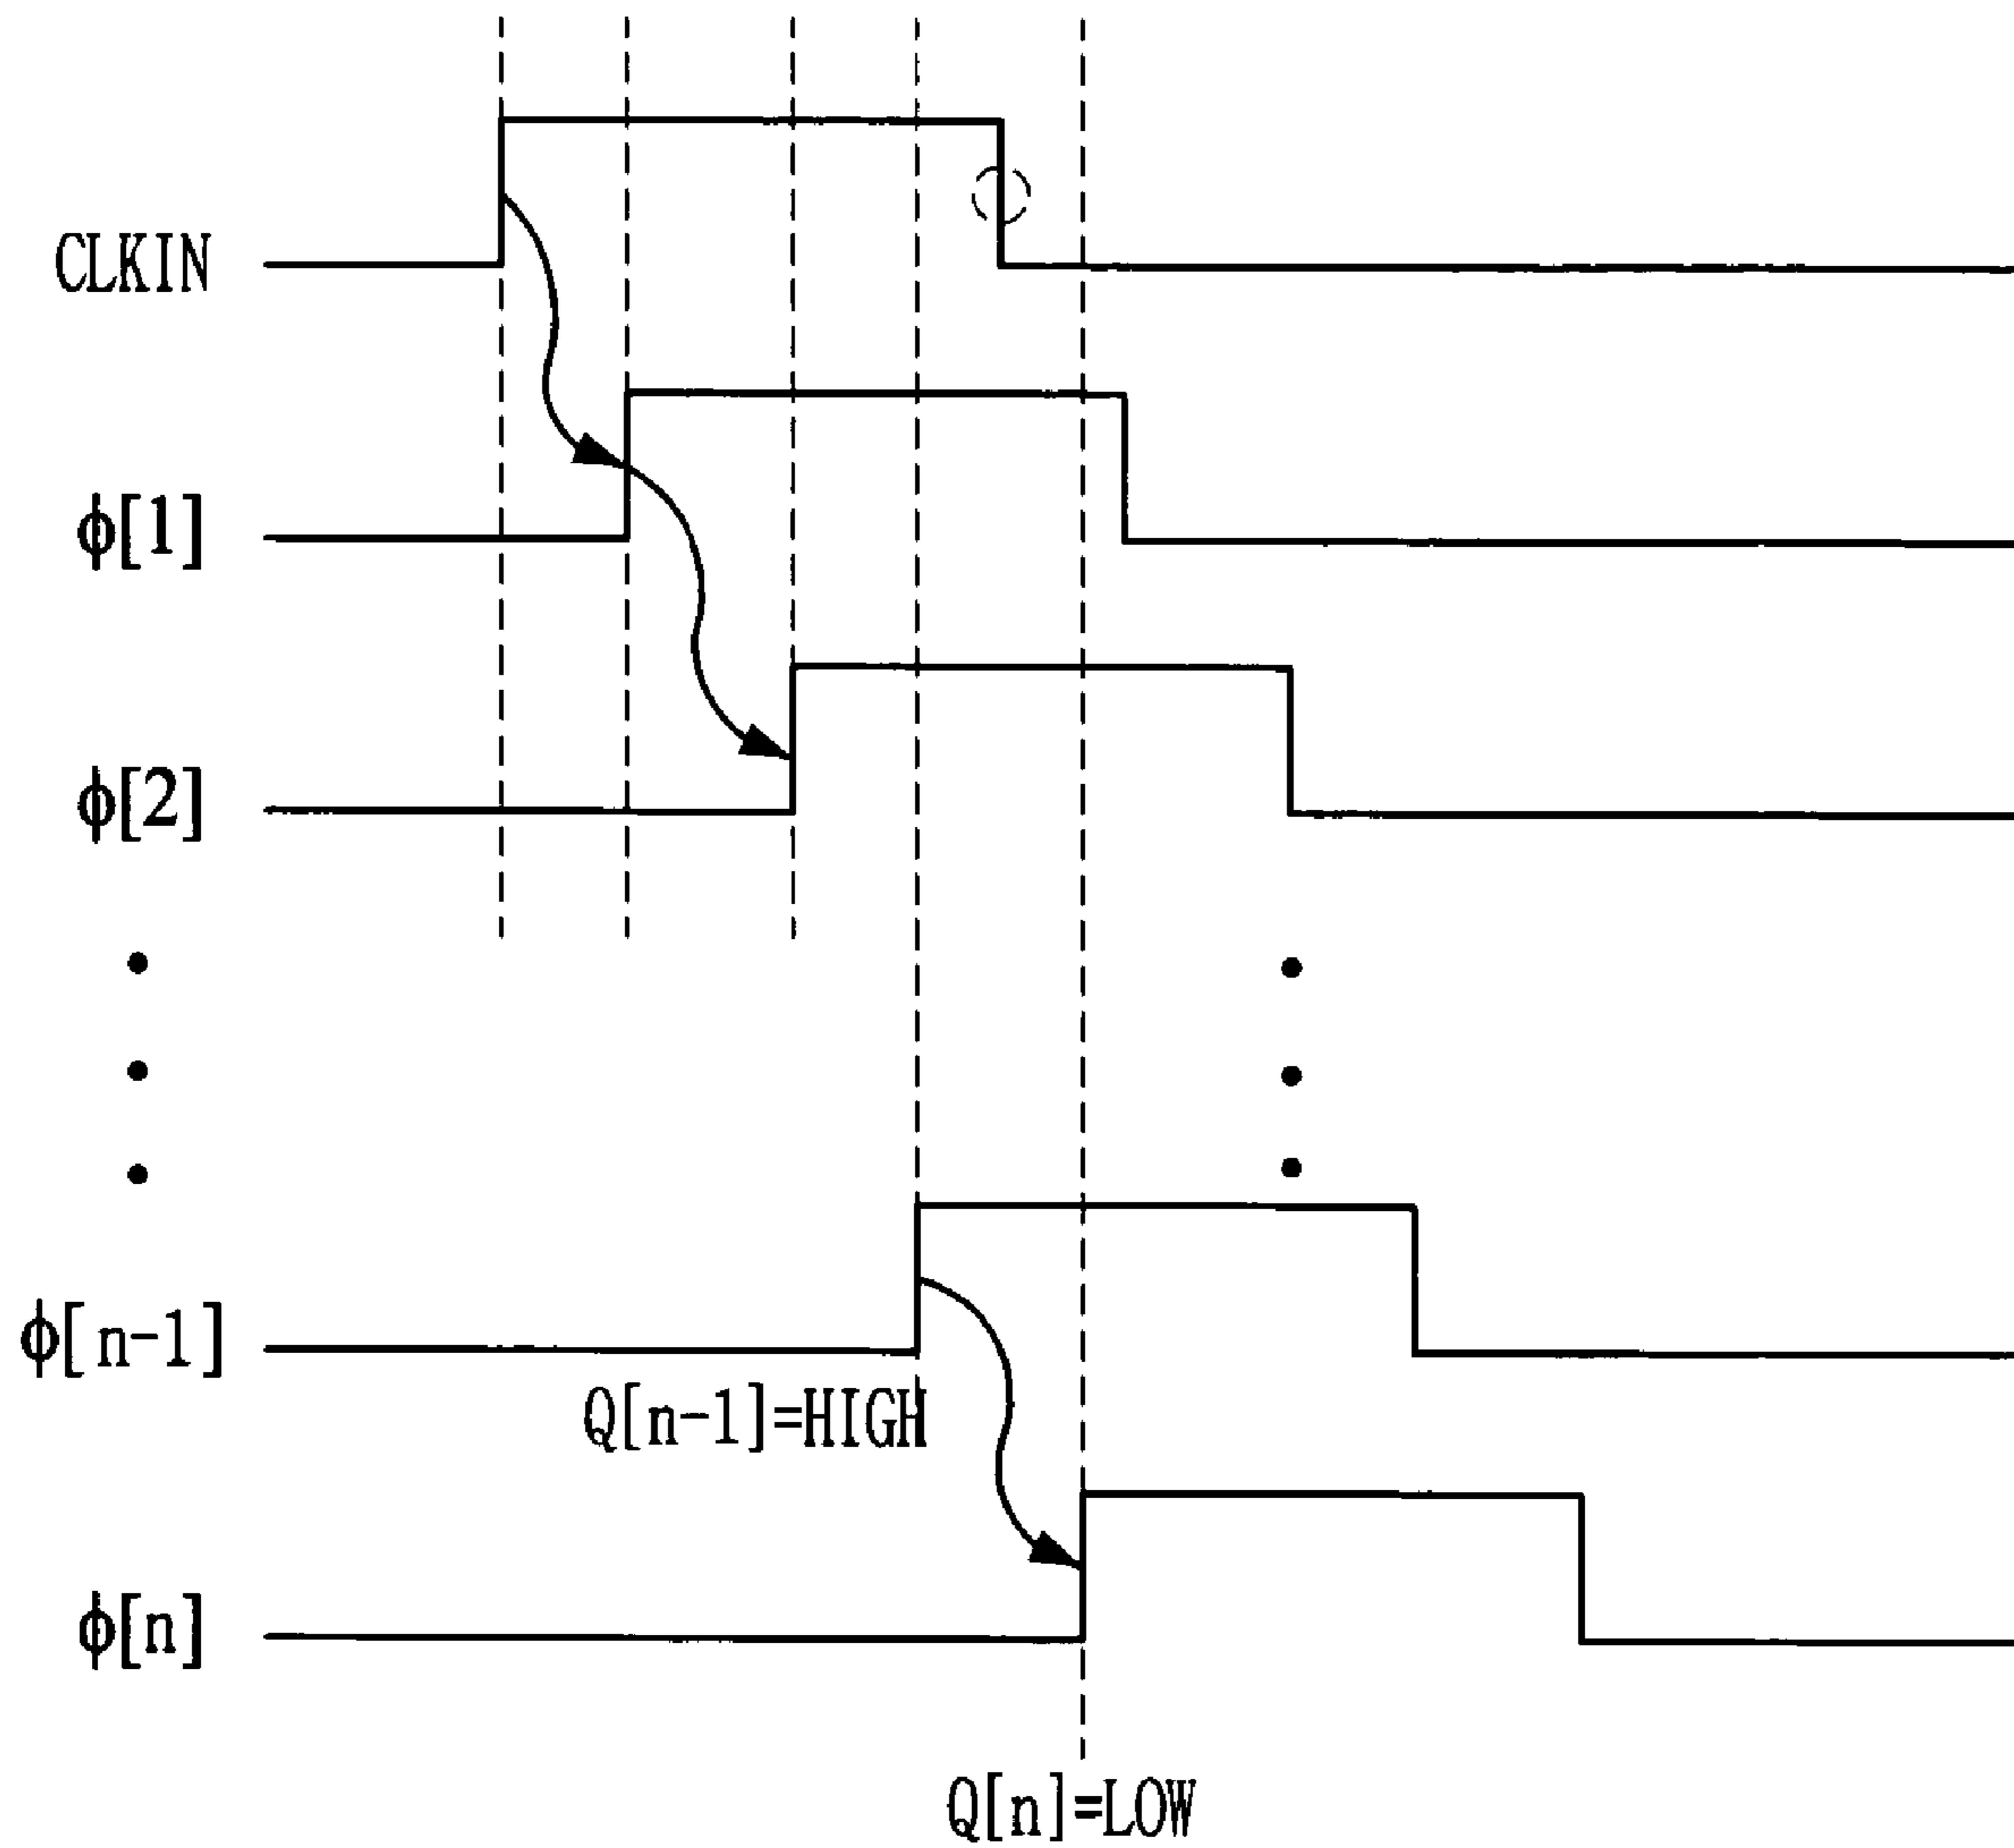 CLKIN
ϕ[1]
ϕ[2]
ϕ[n-1]
Q[n-1]=HIGH
ϕ[n]
Q[n]=LOW